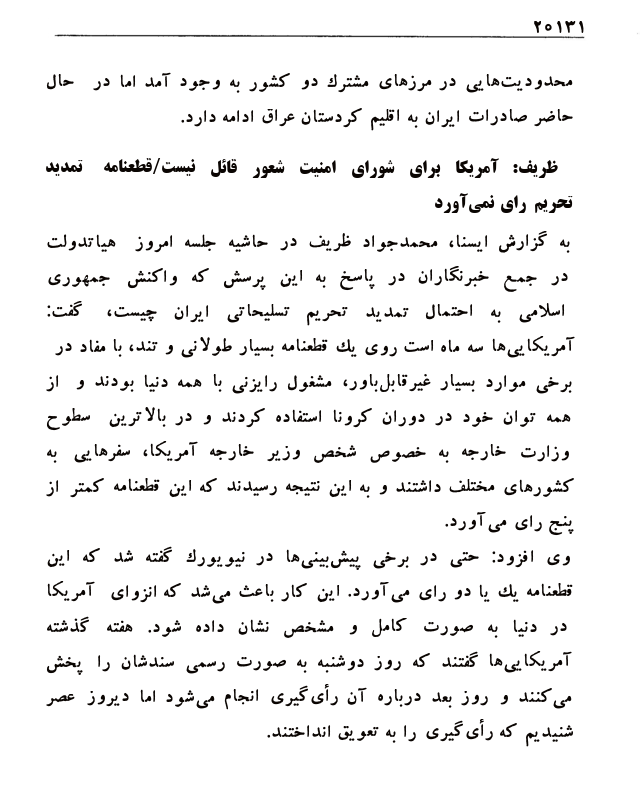 ۲۰۱۳۱
محدودیت‌هایی در مرزهای مشترك دو کشور به وجود آمد اما در حال
حاضر صادرات ایران به اقلیم کردستان عراق ادامه دارد.
ظریف: آمریکا برای شورای امنیت شعور قائل نیست/قطعنامه تمدید
تحریم رای نمی‌آورد
به گزارش ایسنا، محمدجواد ظریف در حاشیه جلسه امروز هیاتدولت
در جمع خبرنگاران در پاسخ به این پرسش که واکنش جمهوری
اسلامی به احتمال تمدید تحریم تسلیحاتی ایران چیست، گفت:
آمریکایی‌ها سه ماه است روی یك قطعنامه بسیار طولانی و تند، با مفاد در
برخی موارد بسیار غیرقابل‌باور، مشغول رایزنی با همه دنیا بودند و از
همه توان خود در دوران کرونا استفاده کردند و در بالاترین سطوح
وزارت خارجه به خصوص شخص وزیر خارجه آمریکا، سفرهایی به
کشورهای مختلف داشتند و به این نتیجه رسیدند که این قطعنامه کمتر از
پنج رای می‌آورد.
وی افزود: حتی در برخی پیش‌بینی‌ها در نیویورك گفته شد که این
قطعنامه یك یا دو رای می‌آورد. این کار باعث می‌شد که انزوای آمریکا
در دنیا به صورت کامل و مشخص نشان داده شود. هفته گذشته
آمریکایی‌ها گفتند که روز دوشنبه به صورت رسمی سندشان را پخش
می‌کنند و روز بعد درباره آن رأی‌گیری انجام می‌شود اما دیروز عصر
شنیدیم که رأی‌گیری را به تعویق انداختند.